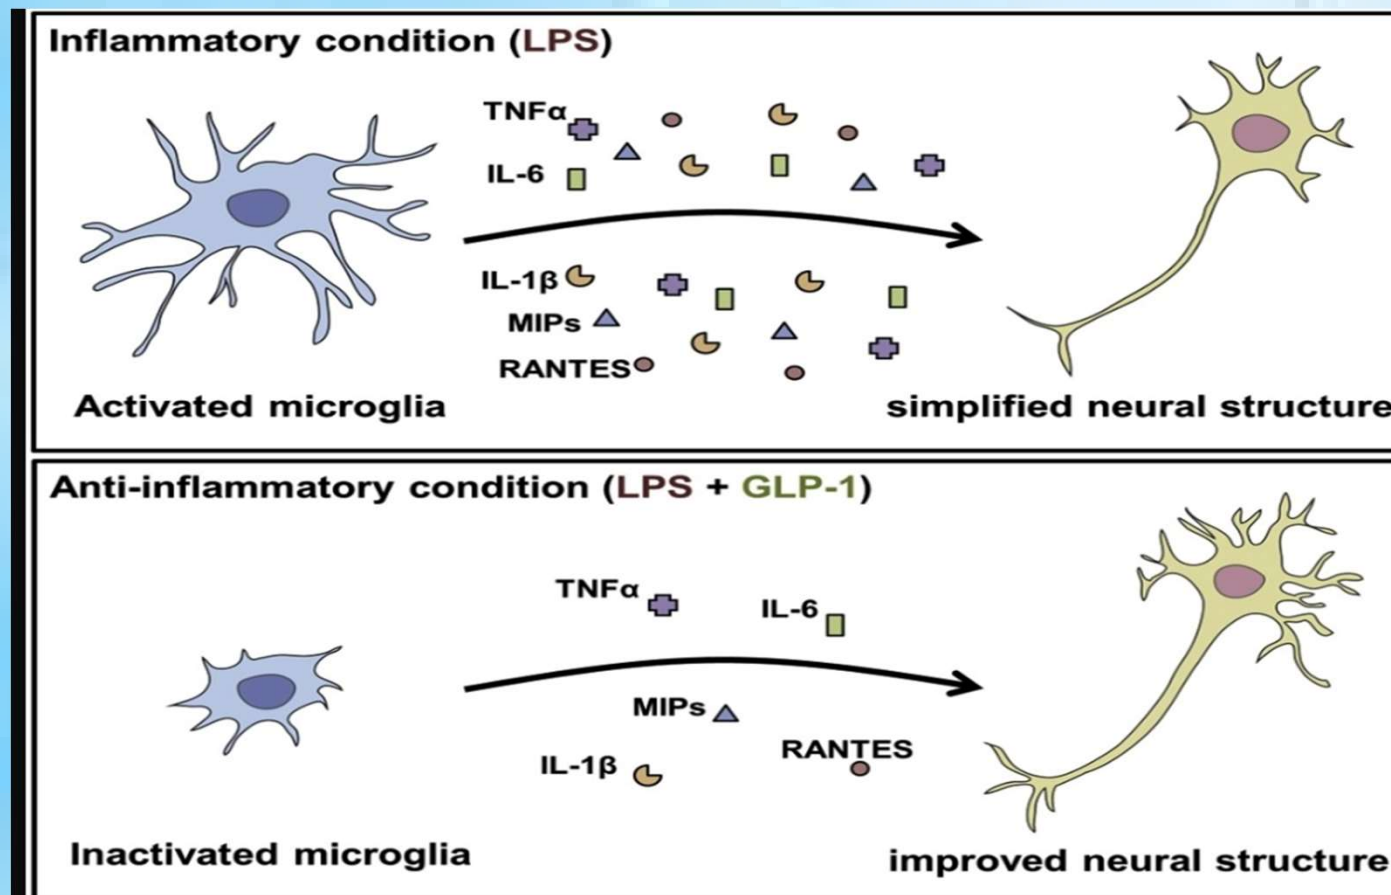 Inflammatory condition (LPS)
TNFα
IL-6
IL-1β
MIPs
RANTES
Activated microglia
simplified neural structure
Anti-inflammatory condition (LPS + GLP-1)
TNFα
IL-6
MIPs
RANTES
IL-1β
Inactivated microglia
improved neural structure